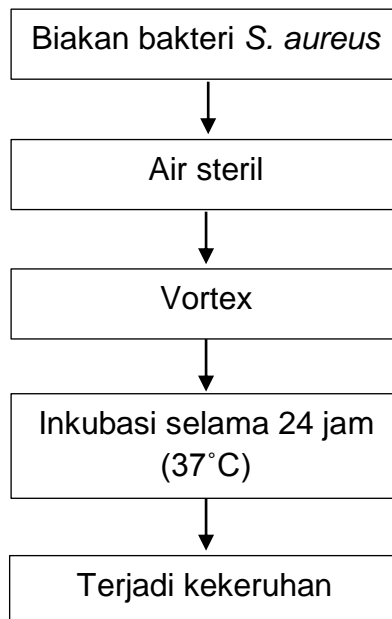 Biakan bakteri S. aureus
Air steril
Vortex
Inkubasi selama 24 jam
(37˚C)
Terjadi kekeruhan